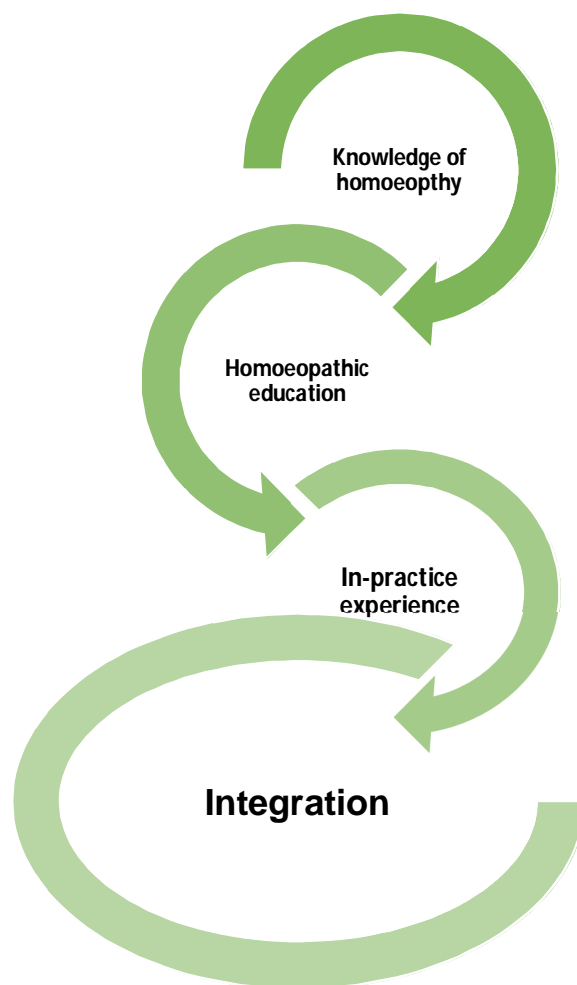 Knowledge of
homoeopthy
Homoeopathic
education
In-practice
experience
Integration